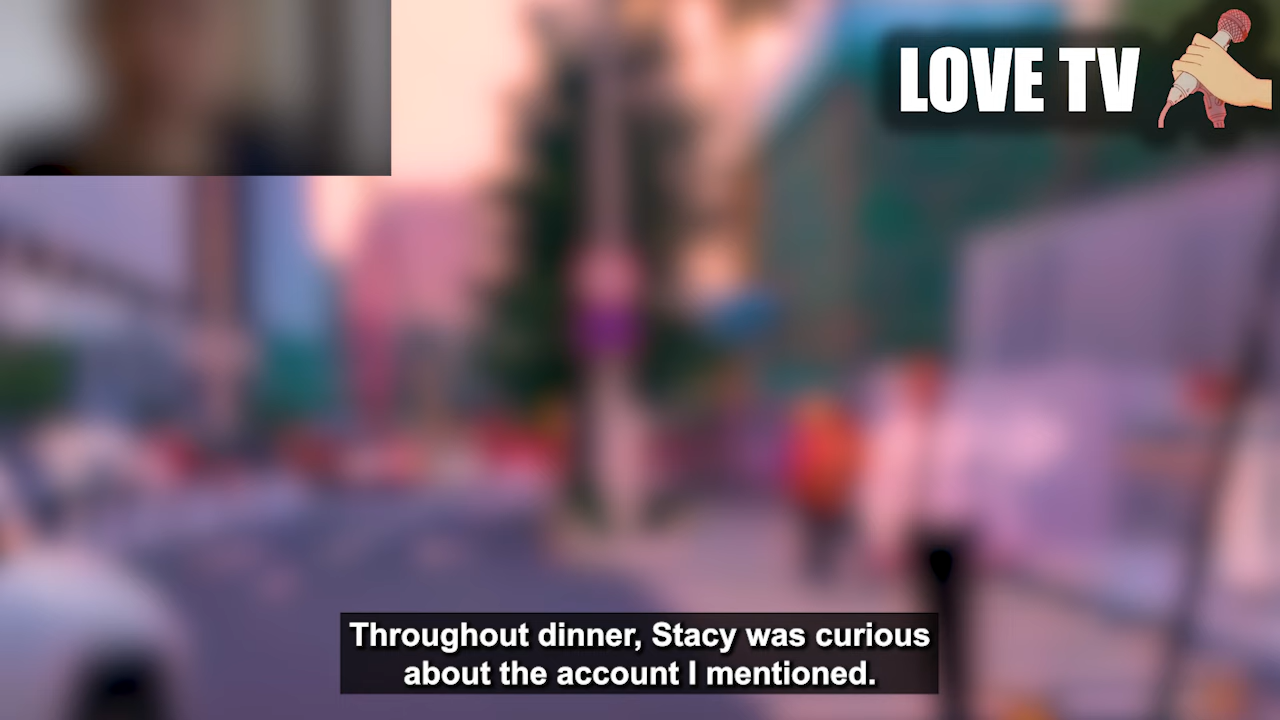 LOVE TV
Throughout dinner, Stacy was curious
about the account I mentioned.